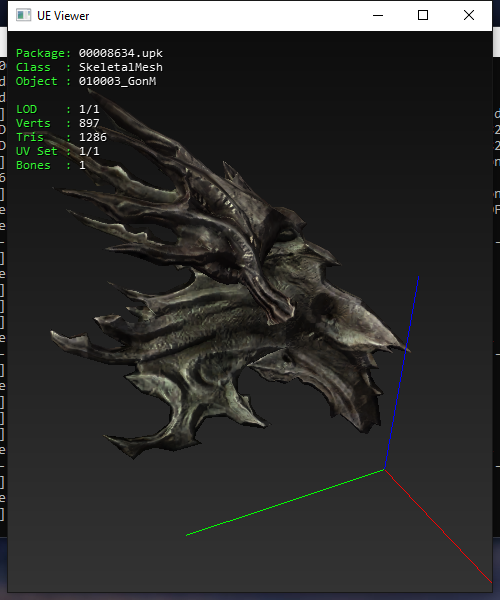 UE Viewer
Package: 00008634.upk
Class : SkeletalMesh
Object : 010003_GonM
LOD : 1/1
Verts : 897
Tris : 1286
UV Set : 1/1
Bones : 1